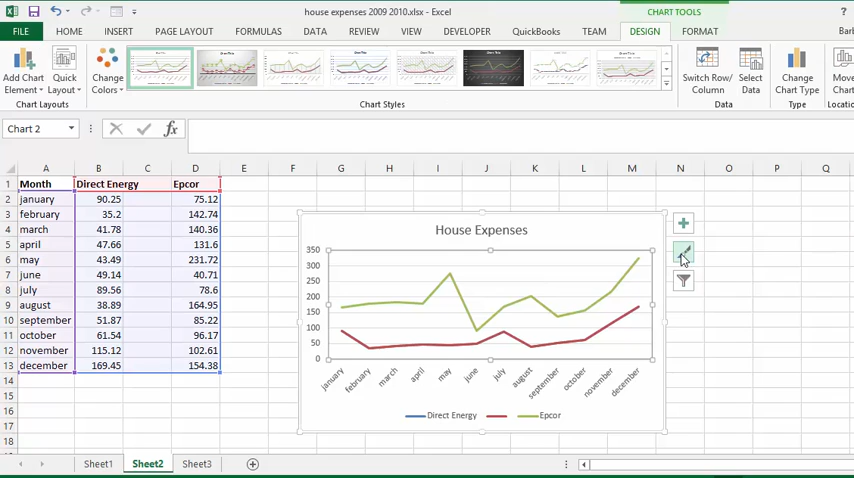 house expenses 2009 2010.xlsx - Excel
CHART TOOLS
?
FILE HOME INSERT PAGE LAYOUT FORMULAS DATA REVIEW VIEW DEVELOPER QuickBooks TEAM DESIGN FORMAT Barb
Add Chart Element
Quick Layout
Change Colors
Switch Row/ Column
Select Data
Change Chart Type
Move Chart
Chart Layouts
Chart Styles
Data
Type
Locatio
Chart 2
fx
A B C D E F G H I J K L M N O P Q
1 Month Direct Energy Epcor
2 january 90.25 75.12
3 february 35.2 142.74
4 march 41.78 140.36
5 april 47.66 131.6
6 may 43.49 231.72
7 june 49.14 40.71
8 july 89.56 78.6
9 august 38.89 164.95
10 september 51.87 85.22
11 october 61.54 96.17
12 november 115.12 102.61
13 december 169.45 154.38
14
15
16
17
18
House Expenses
350
300
250
200
150
100
50
0
january february march april may june july august september october november december
Direct Energy Epcor
Sheet1 Sheet2 Sheet3